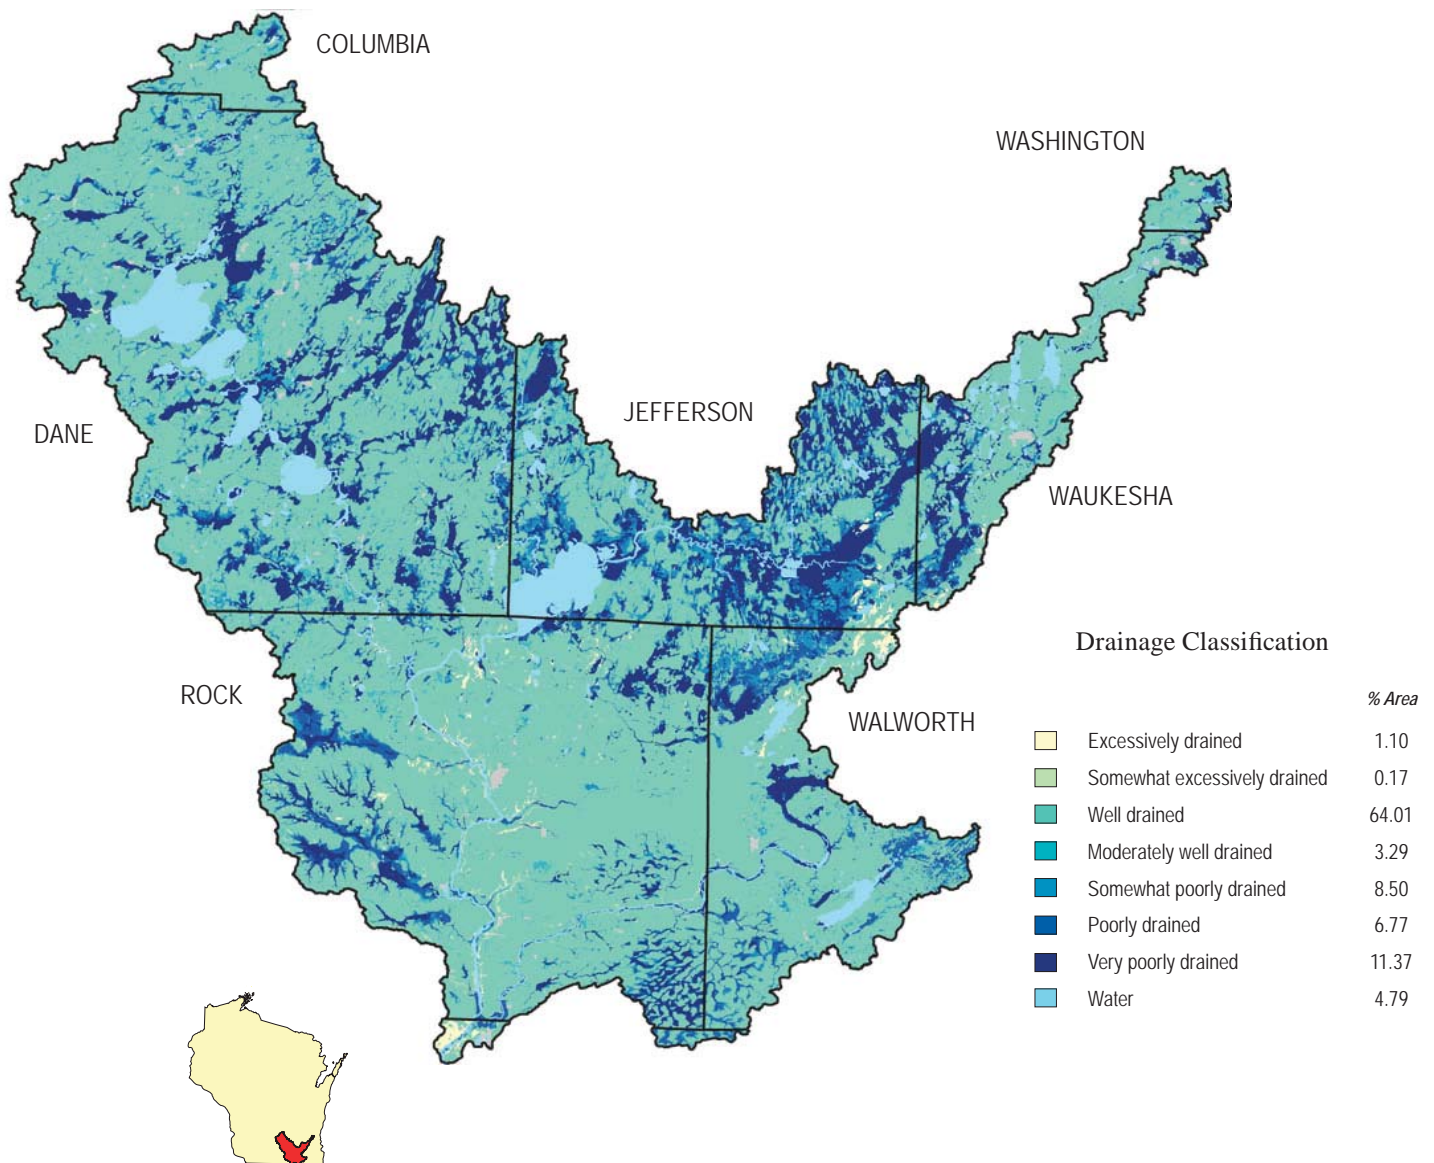 COLUMBIA
WASHINGTON
JEFFERSON
DANE
WAUKESHA
Drainage Classification
ROCK
% Area
WALWORTH
Excessively drained 1.10
Somewhat excessively drained 0.17
Well drained 64.01
Moderately well drained 3.29
Somewhat poorly drained 8.50
Poorly drained 6.77
Very poorly drained 11.37
Water 4.79